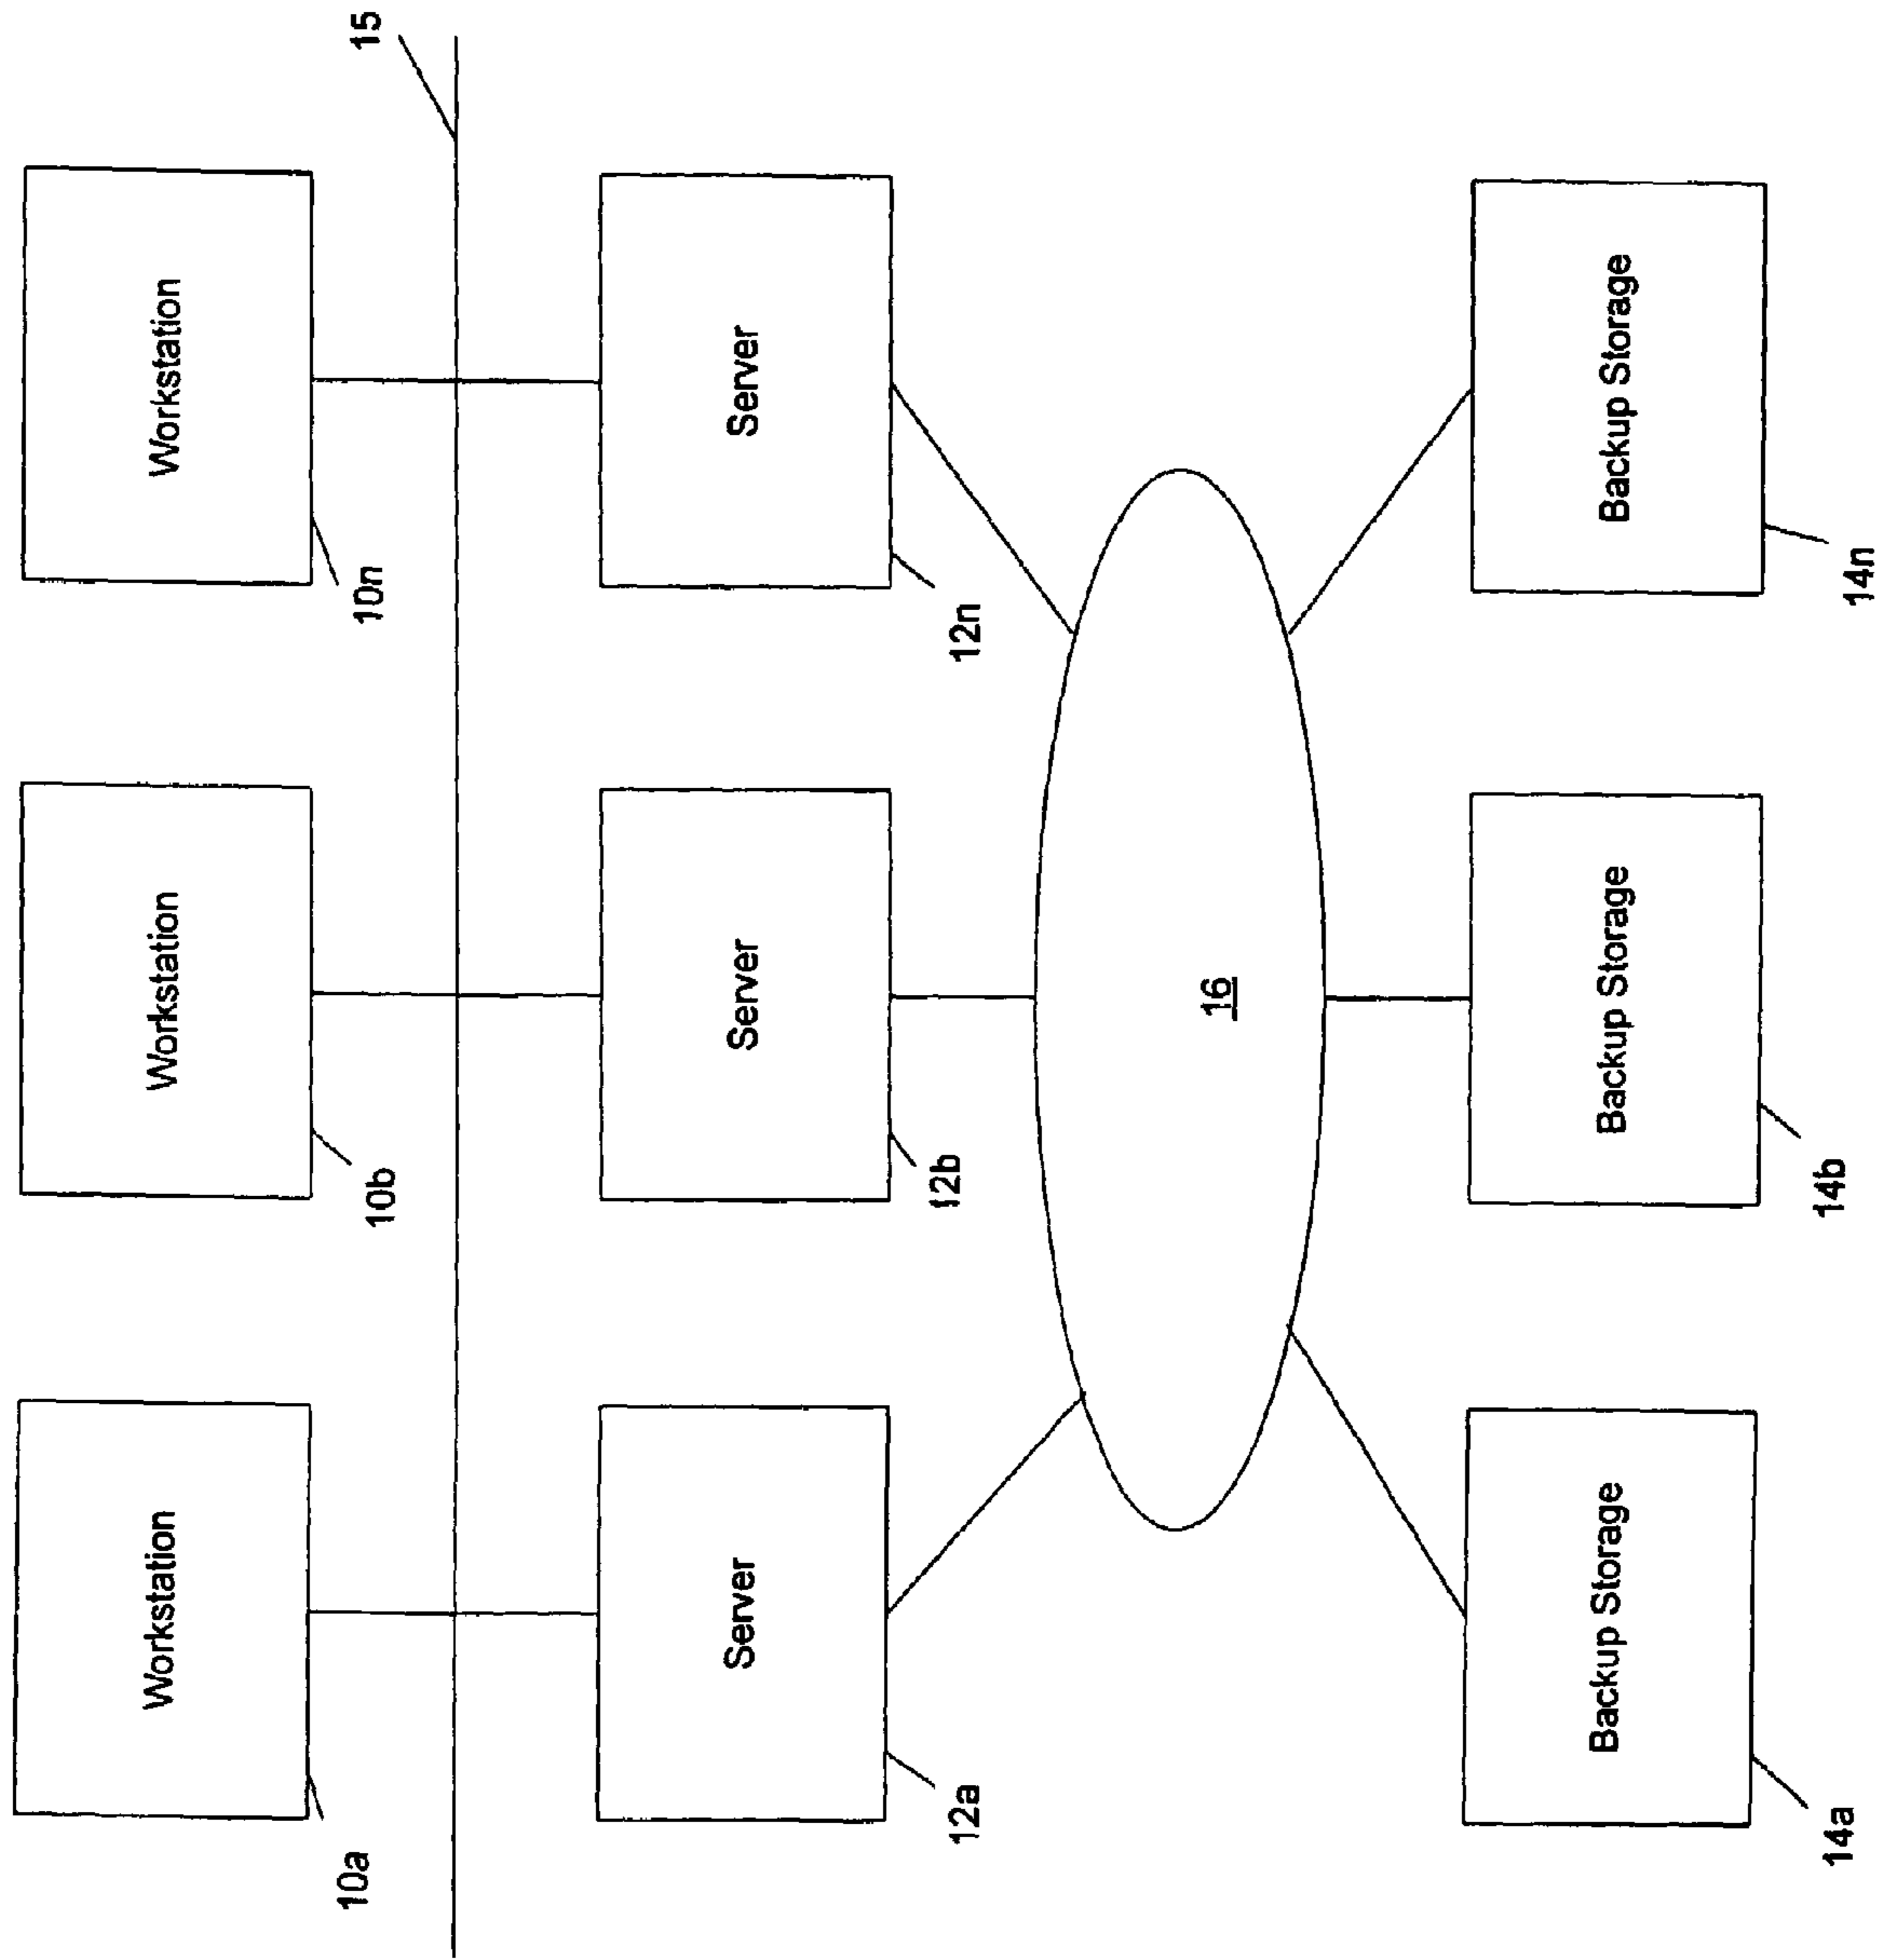 15
Workstation
Workstation
Workstation
10a
10b
10n
Server
Server
Server
12a
12b
12n
16
Backup Storage
Backup Storage
Backup Storage
14a
14b
14n